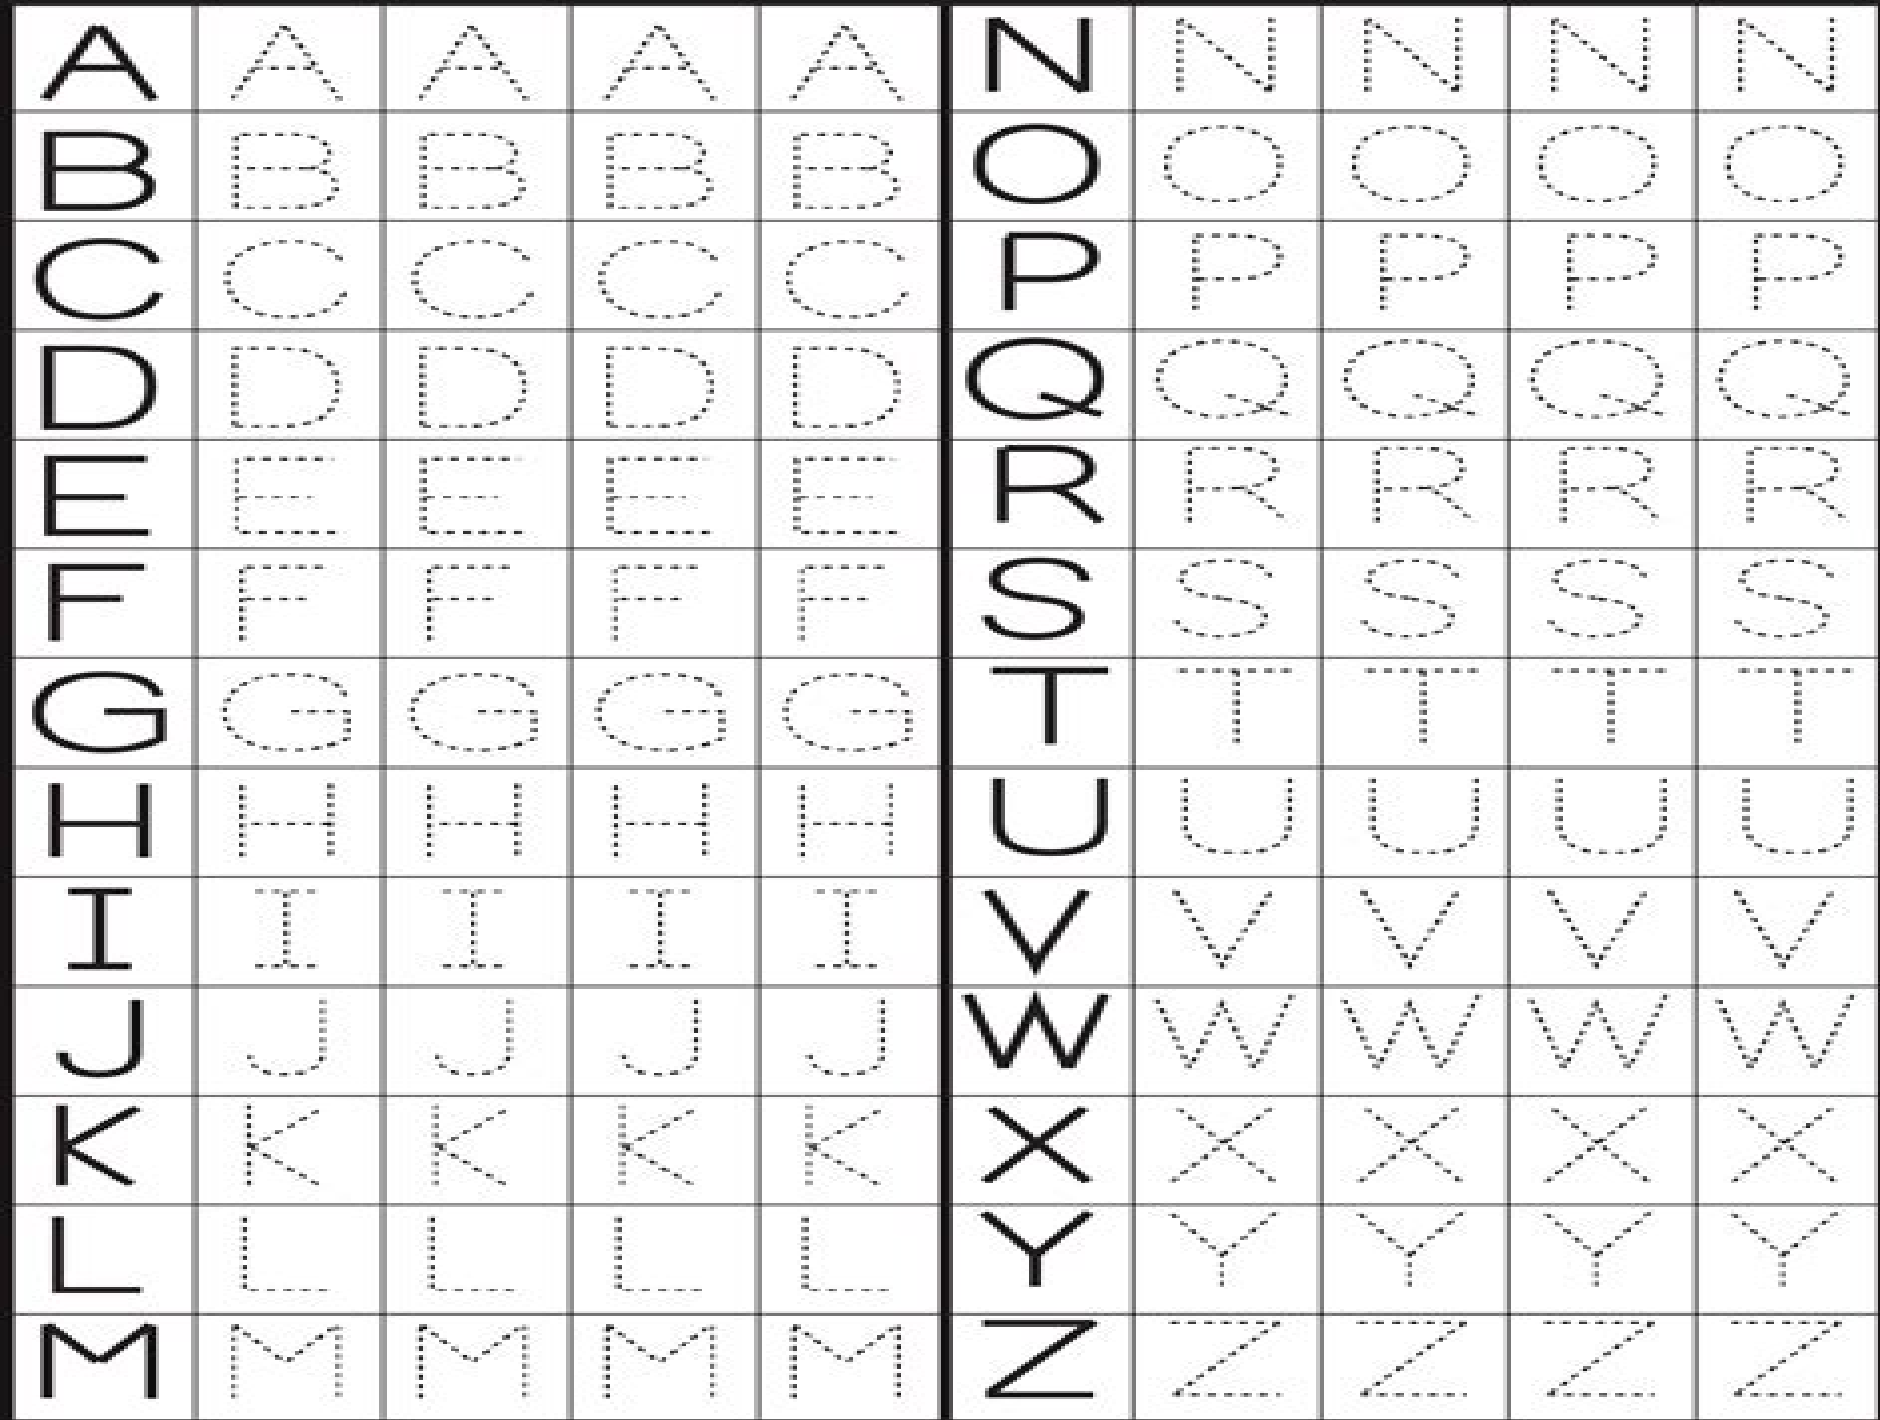 A A A A A N N N N N
B B B B B O O O O O
C C C C C P P P P P
D D D D D Q Q Q Q Q
E E E E E R R R R R
F F F F F S S S S S
G G G G G T T T T T
H H H H H U U U U U
I I I I I V V V V V
J J J J J W W W W W
K K K K K X X X X X
L L L L L Y Y Y Y Y
M M M M M Z Z Z Z Z